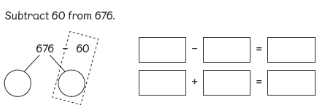 Subtract 60 from 676.
676 - 60
- =
+ =